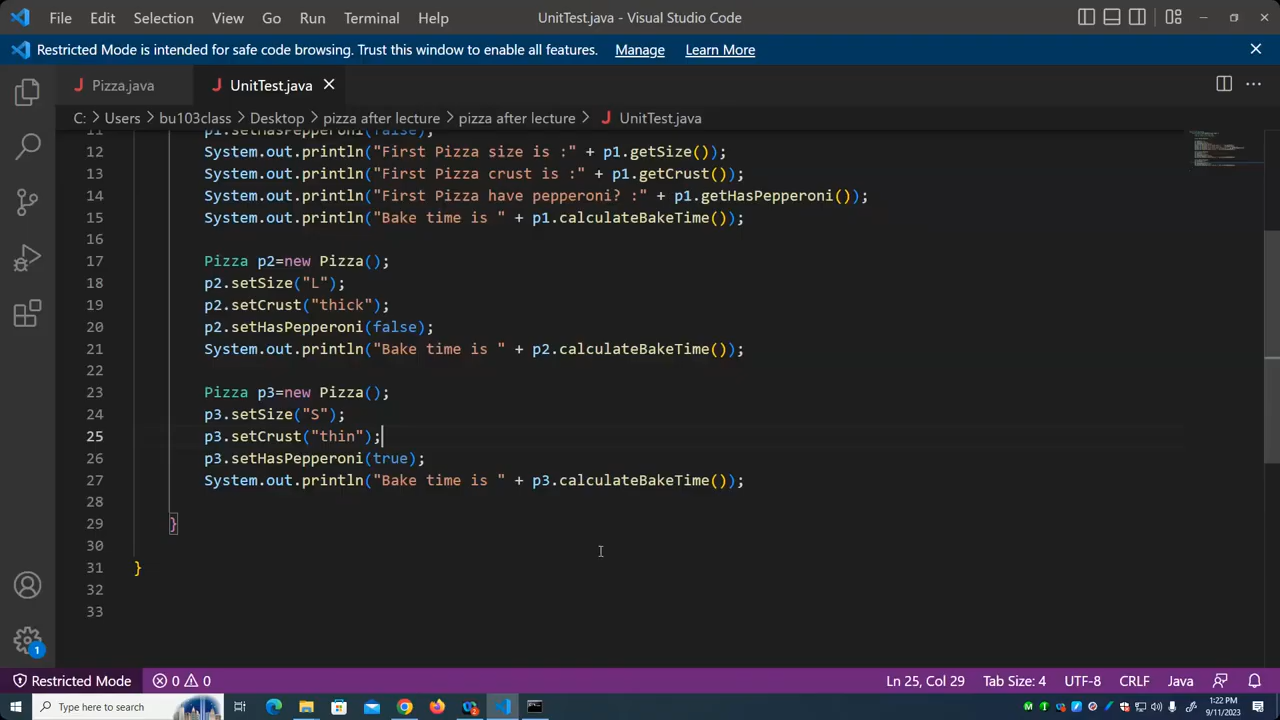 File Edit Selection View Go Run Terminal Help UnitTest.java - Visual Studio Code
Restricted Mode is intended for safe code browsing. Trust this window to enable all features. Manage Learn More
Pizza.java UnitTest.java
C: > Users > bu103class > Desktop > pizza after lecture > pizza after lecture > UnitTest.java
11 p1.setHasPepperoni(false);
12 System.out.println("First Pizza size is :" + p1.getSize());
13 System.out.println("First Pizza crust is :" + p1.getCrust());
14 System.out.println("First Pizza have pepperoni? :" + p1.getHasPepperoni());
15 System.out.println("Bake time is " + p1.calculateBakeTime());
16
17 Pizza p2=new Pizza();
18 p2.setSize("L");
19 p2.setCrust("thick");
20 p2.setHasPepperoni(false);
21 System.out.println("Bake time is " + p2.calculateBakeTime());
22
23 Pizza p3=new Pizza();
24 p3.setSize("S");
25 p3.setCrust("thin");
26 p3.setHasPepperoni(true);
27 System.out.println("Bake time is " + p3.calculateBakeTime());
28
29 }
30
31 }
32
33
1
Restricted Mode 0 0 Ln 25, Col 29 Tab Size: 4 UTF-8 CRLF Java
Type here to search 1:22 PM
9/11/2023